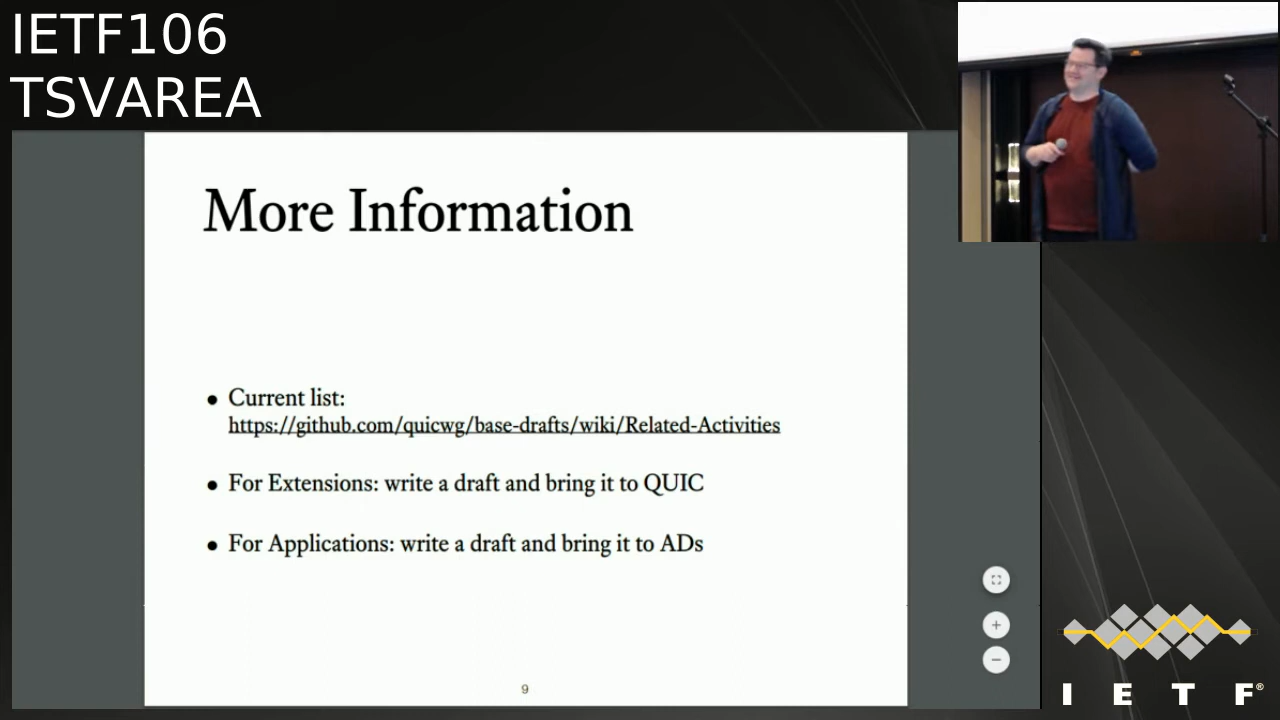 IETF106
TSVAREA
More Information
• Current list:
https://github.com/quicwg/base-drafts/wiki/Related-Activities
• For Extensions: write a draft and bring it to QUIC
• For Applications: write a draft and bring it to ADs
9
I E T F®